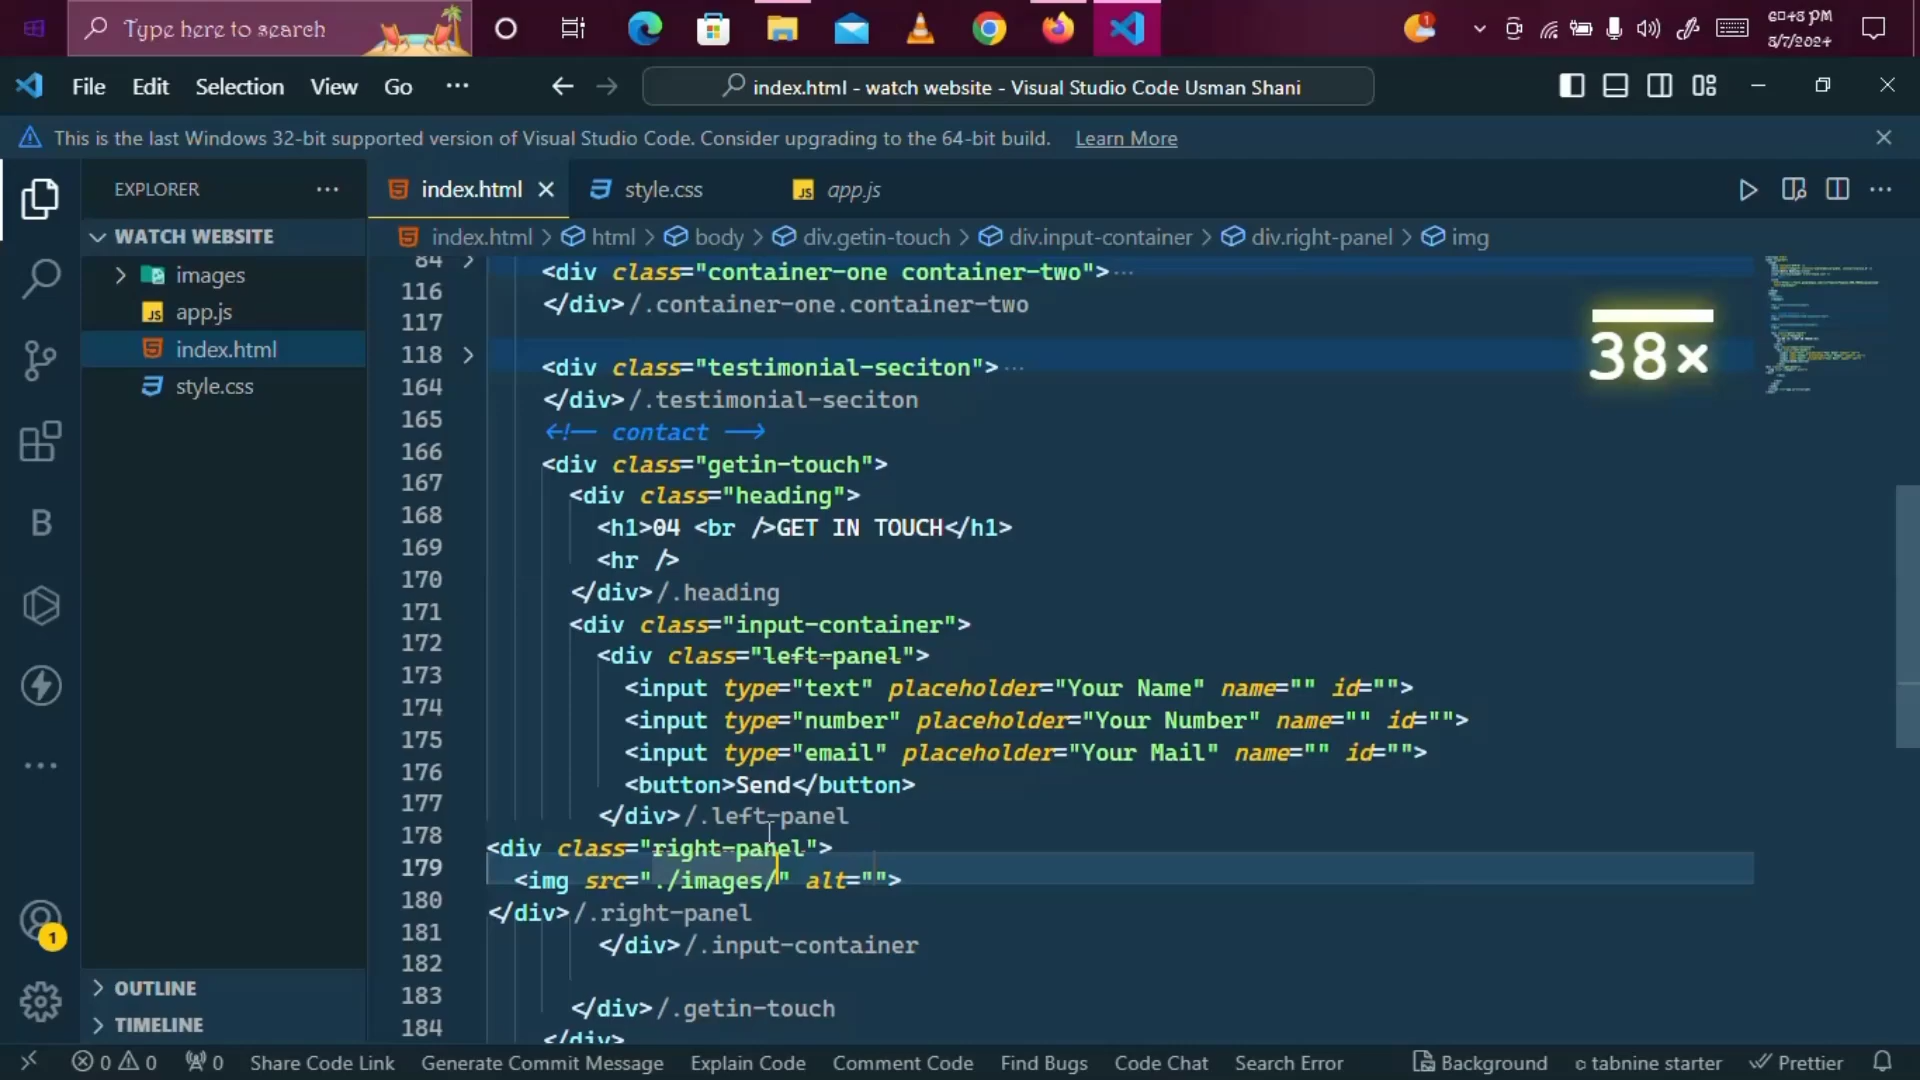 Type here to search
1
6:48 PM
5/7/2024
File Edit Selection View Go ···
index.html - watch website - Visual Studio Code Usman Shani
This is the last Windows 32-bit supported version of Visual Studio Code. Consider upgrading to the 64-bit build. Learn More
EXPLORER ···
index.html style.css JS app.js
WATCH WEBSITE
index.html > html > body > div.getin-touch > div.input-container > div.right-panel > img
images
JS app.js
index.html
style.css
38×
84 <div class="container-one container-two">···
116 </div>/.container-one.container-two
117
118 <div class="testimonial-seciton">···
164 </div>/.testimonial-seciton
165 <!-- contact -->
166 <div class="getin-touch">
167 <div class="heading">
168 <h1>04 <br />GET IN TOUCH</h1>
169 <hr />
170 </div>/.heading
171 <div class="input-container">
172 <div class="left-panel">
173 <input type="text" placeholder="Your Name" name="" id="">
174 <input type="number" placeholder="Your Number" name="" id="">
175 <input type="email" placeholder="Your Mail" name="" id="">
176 <button>Send</button>
177 </div>/.left-panel
178 <div class="right-panel">
179 <img src="./images/" alt="">
180 </div>/.right-panel
181 </div>/.input-container
182
183 </div>/.getin-touch
184 </div>
B
1
OUTLINE
TIMELINE
0 0 0 Share Code Link Generate Commit Message Explain Code Comment Code Find Bugs Code Chat Search Error Background tabnine starter Prettier